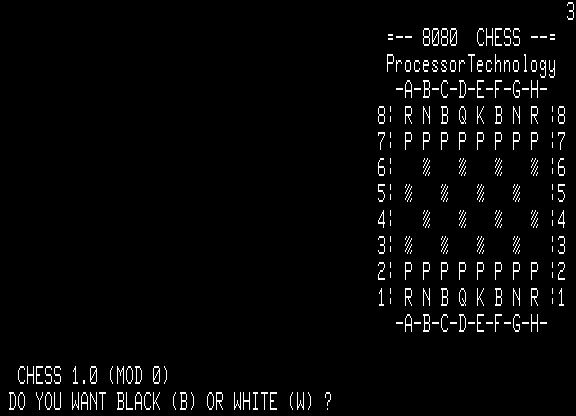 3
=-- 8080  CHESS --=
ProcessorTechnology
-A-B-C-D-E-F-G-H-
8¦ R N B Q K B N R ¦8
7¦ P P P P P P P P ¦7
6¦   ▒   ▒   ▒   ▒ ¦6
5¦ ▒   ▒   ▒   ▒   ¦5
4¦   ▒   ▒   ▒   ▒ ¦4
3¦ ▒   ▒   ▒   ▒   ¦3
2¦ P P P P P P P P ¦2
1¦ R N B Q K B N R ¦1
-A-B-C-D-E-F-G-H-
CHESS 1.0 (MOD 0)
DO YOU WANT BLACK (B) OR WHITE (W) ?